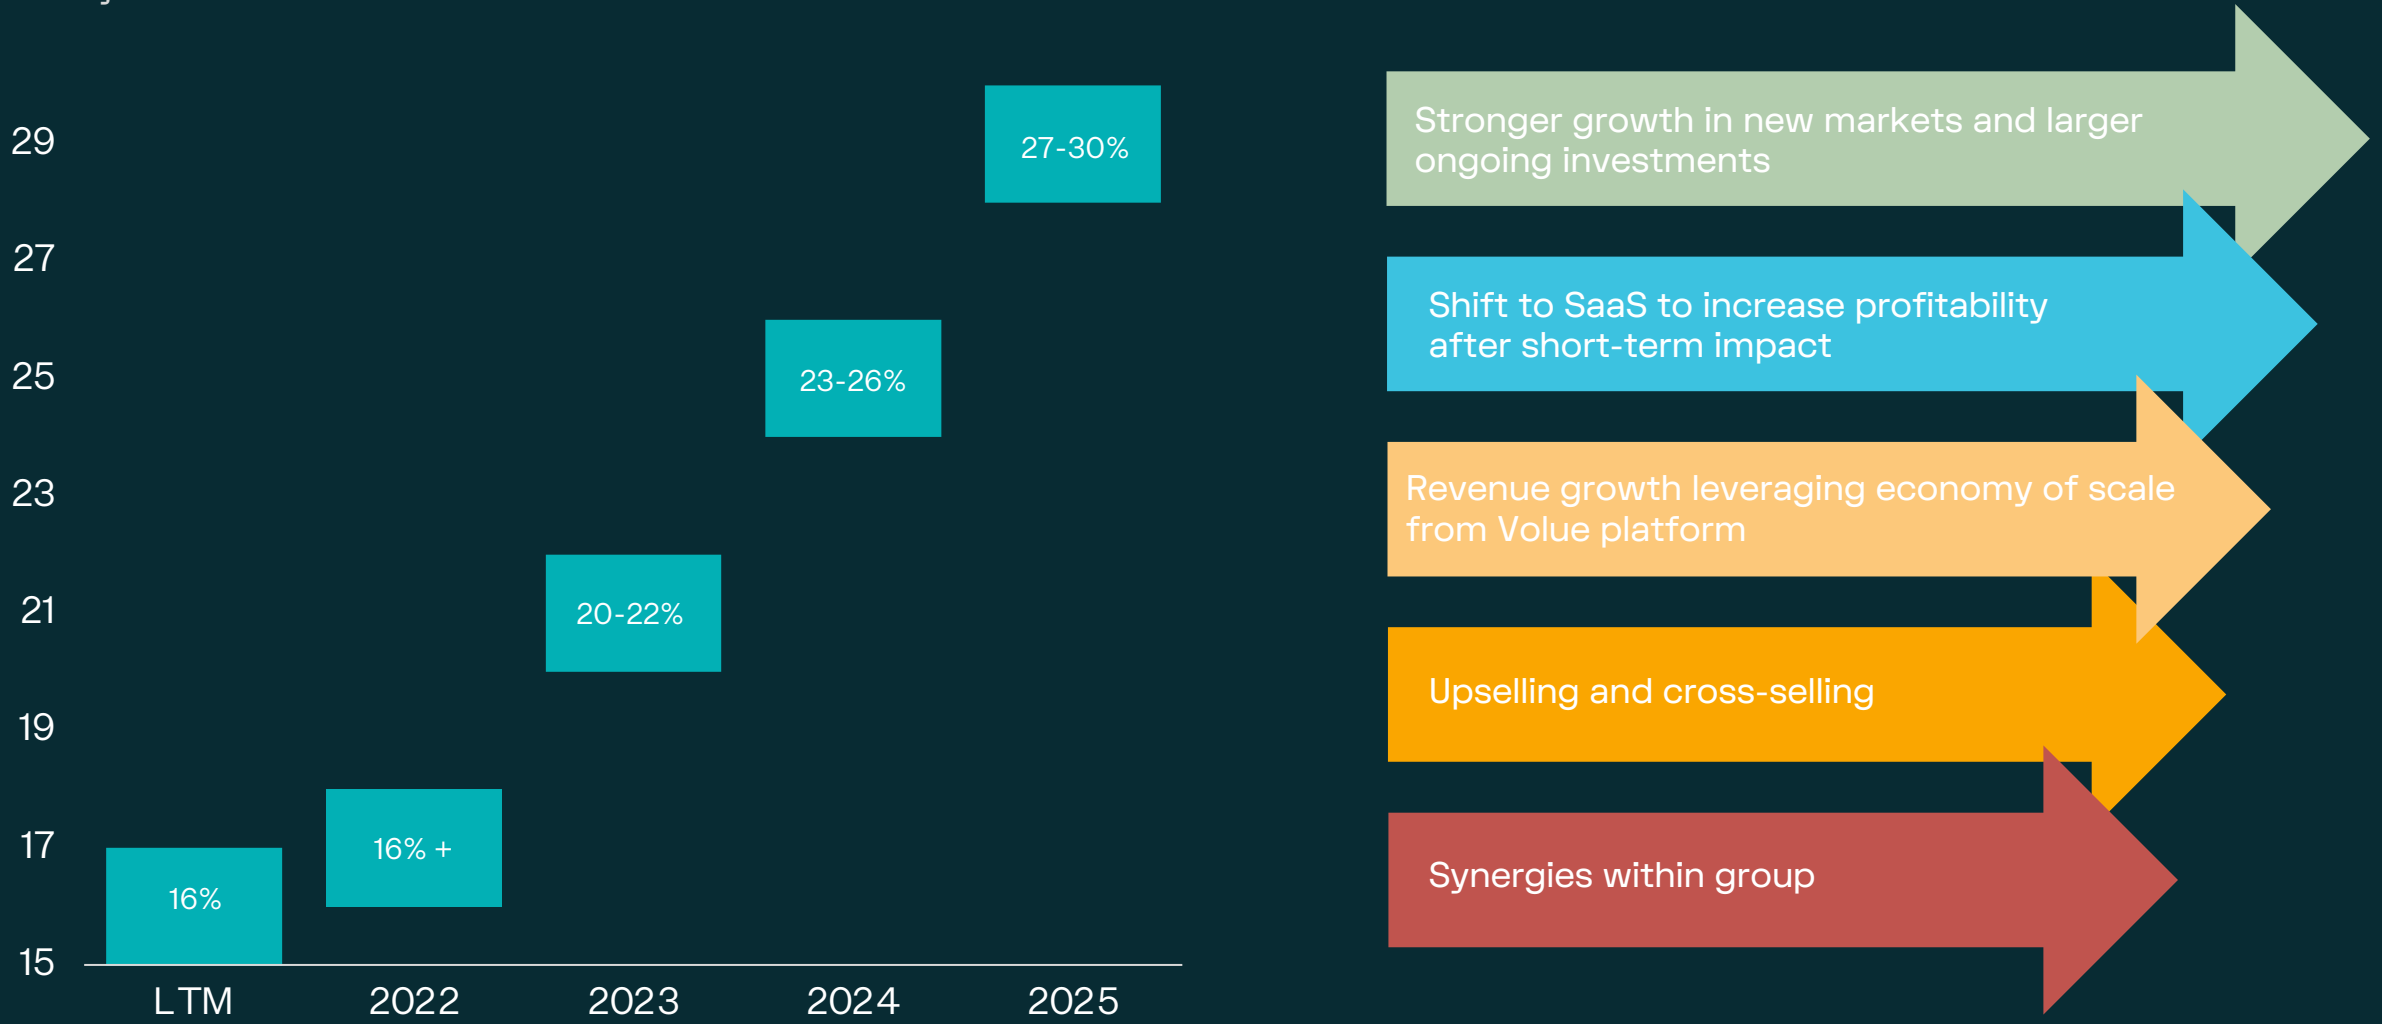 29
27
25
23
21
19
17
15
27-30%
23-26%
20-22%
16% +
16%
LTM 2022 2023 2024 2025
Stronger growth in new markets and larger
ongoing investments
Shift to SaaS to increase profitability
after short-term impact
Revenue growth leveraging economy of scale
from Volue platform
Upselling and cross-selling
Synergies within group